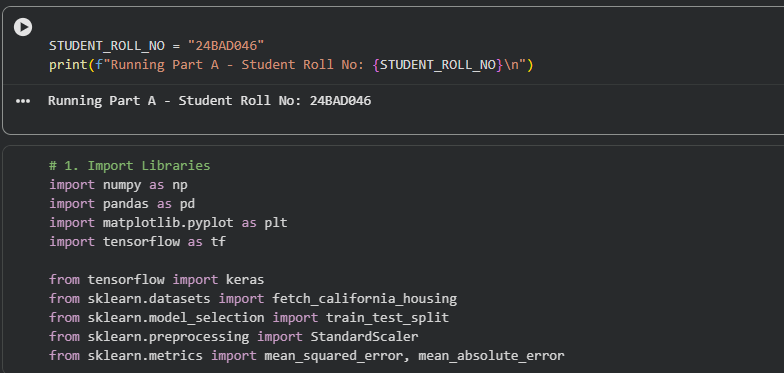 STUDENT_ROLL_NO = "24BAD046"
print(f"Running Part A - Student Roll No: {STUDENT_ROLL_NO}\n")
Running Part A - Student Roll No: 24BAD046
# 1. Import Libraries
import numpy as np
import pandas as pd
import matplotlib.pyplot as plt
import tensorflow as tf
from tensorflow import keras
from sklearn.datasets import fetch_california_housing
from sklearn.model_selection import train_test_split
from sklearn.preprocessing import StandardScaler
from sklearn.metrics import mean_squared_error, mean_absolute_error